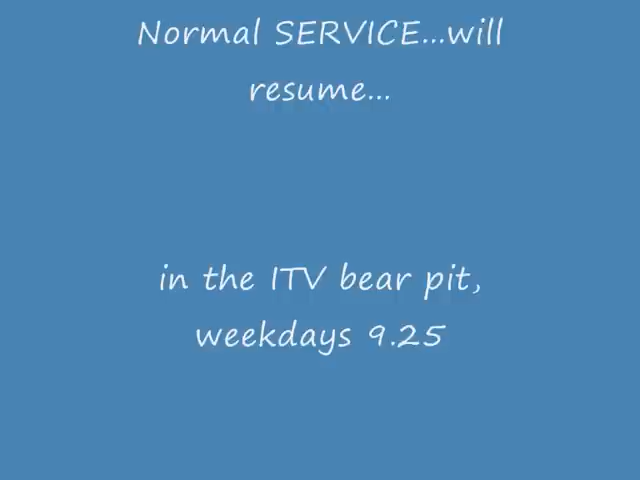 Normal SERVICE...will
resume...
in the ITV bear pit,
weekdays 9.25